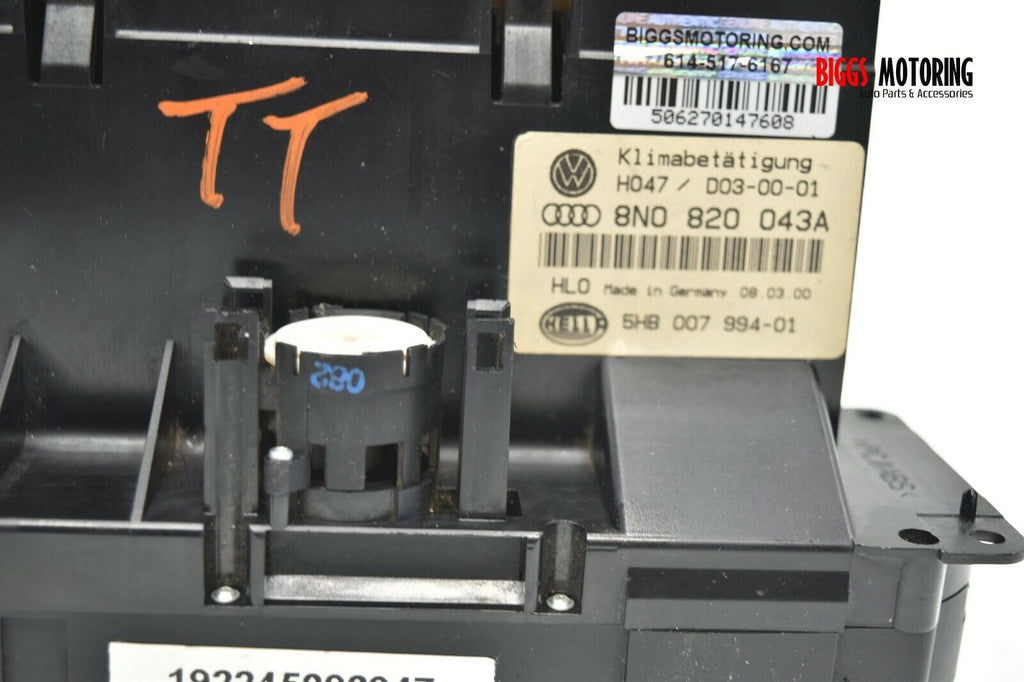 BIGGSMOTORING.COM
614-517-6167
506270147608
BIGGS MOTORING
Auto Parts & Accessories
TT
Klimabetätigung
H047 / D03-00-01
8N0 820 043A
HLO Made in Germany 08.03.00
HELLA 5HB 007 994-01
280